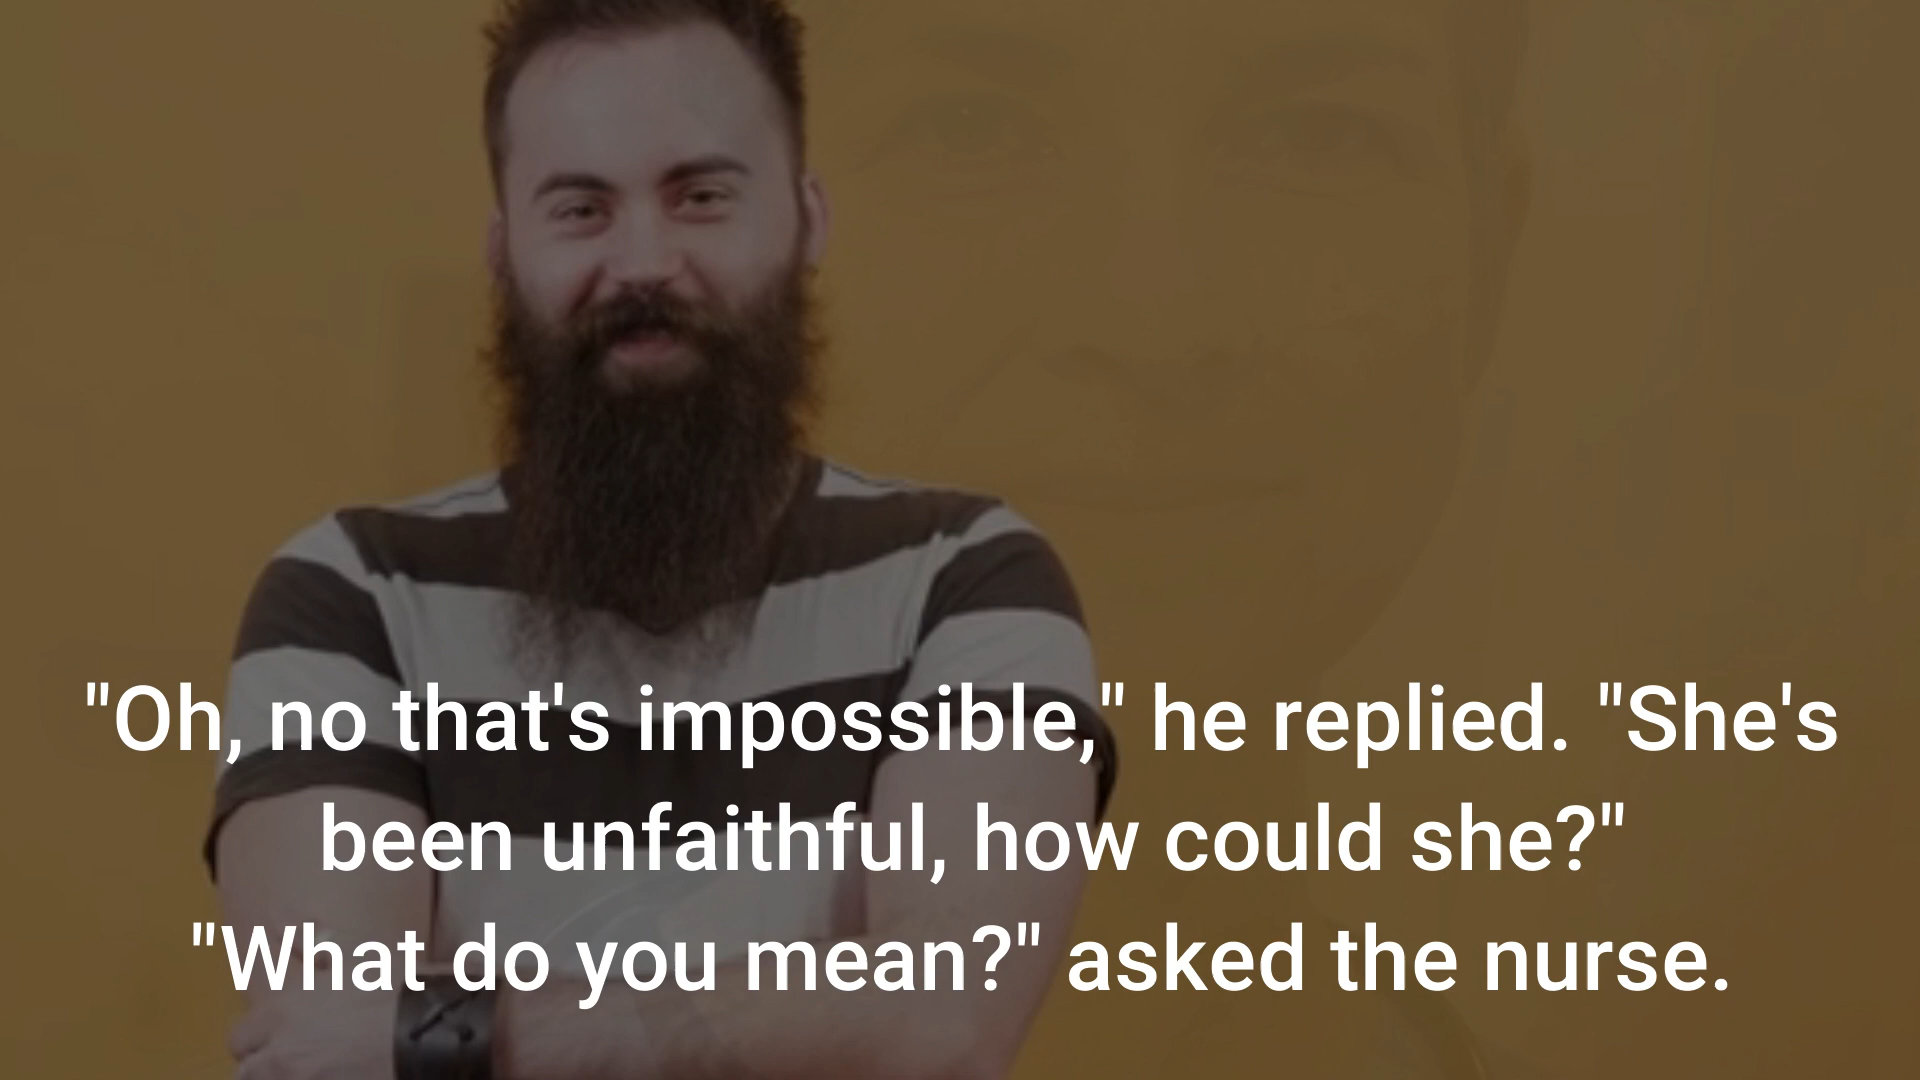 "Oh, no that's impossible," he replied. "She's
been unfaithful, how could she?"
"What do you mean?" asked the nurse.